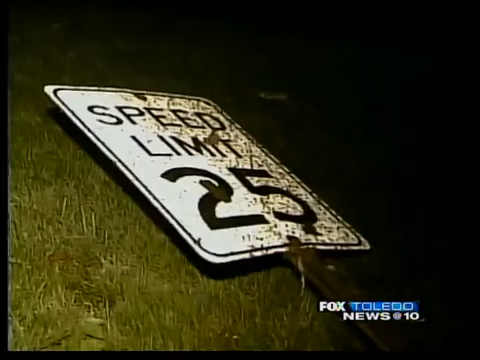 SPEED
LIMIT
25
FOX TOLEDO
NEWS @ 10